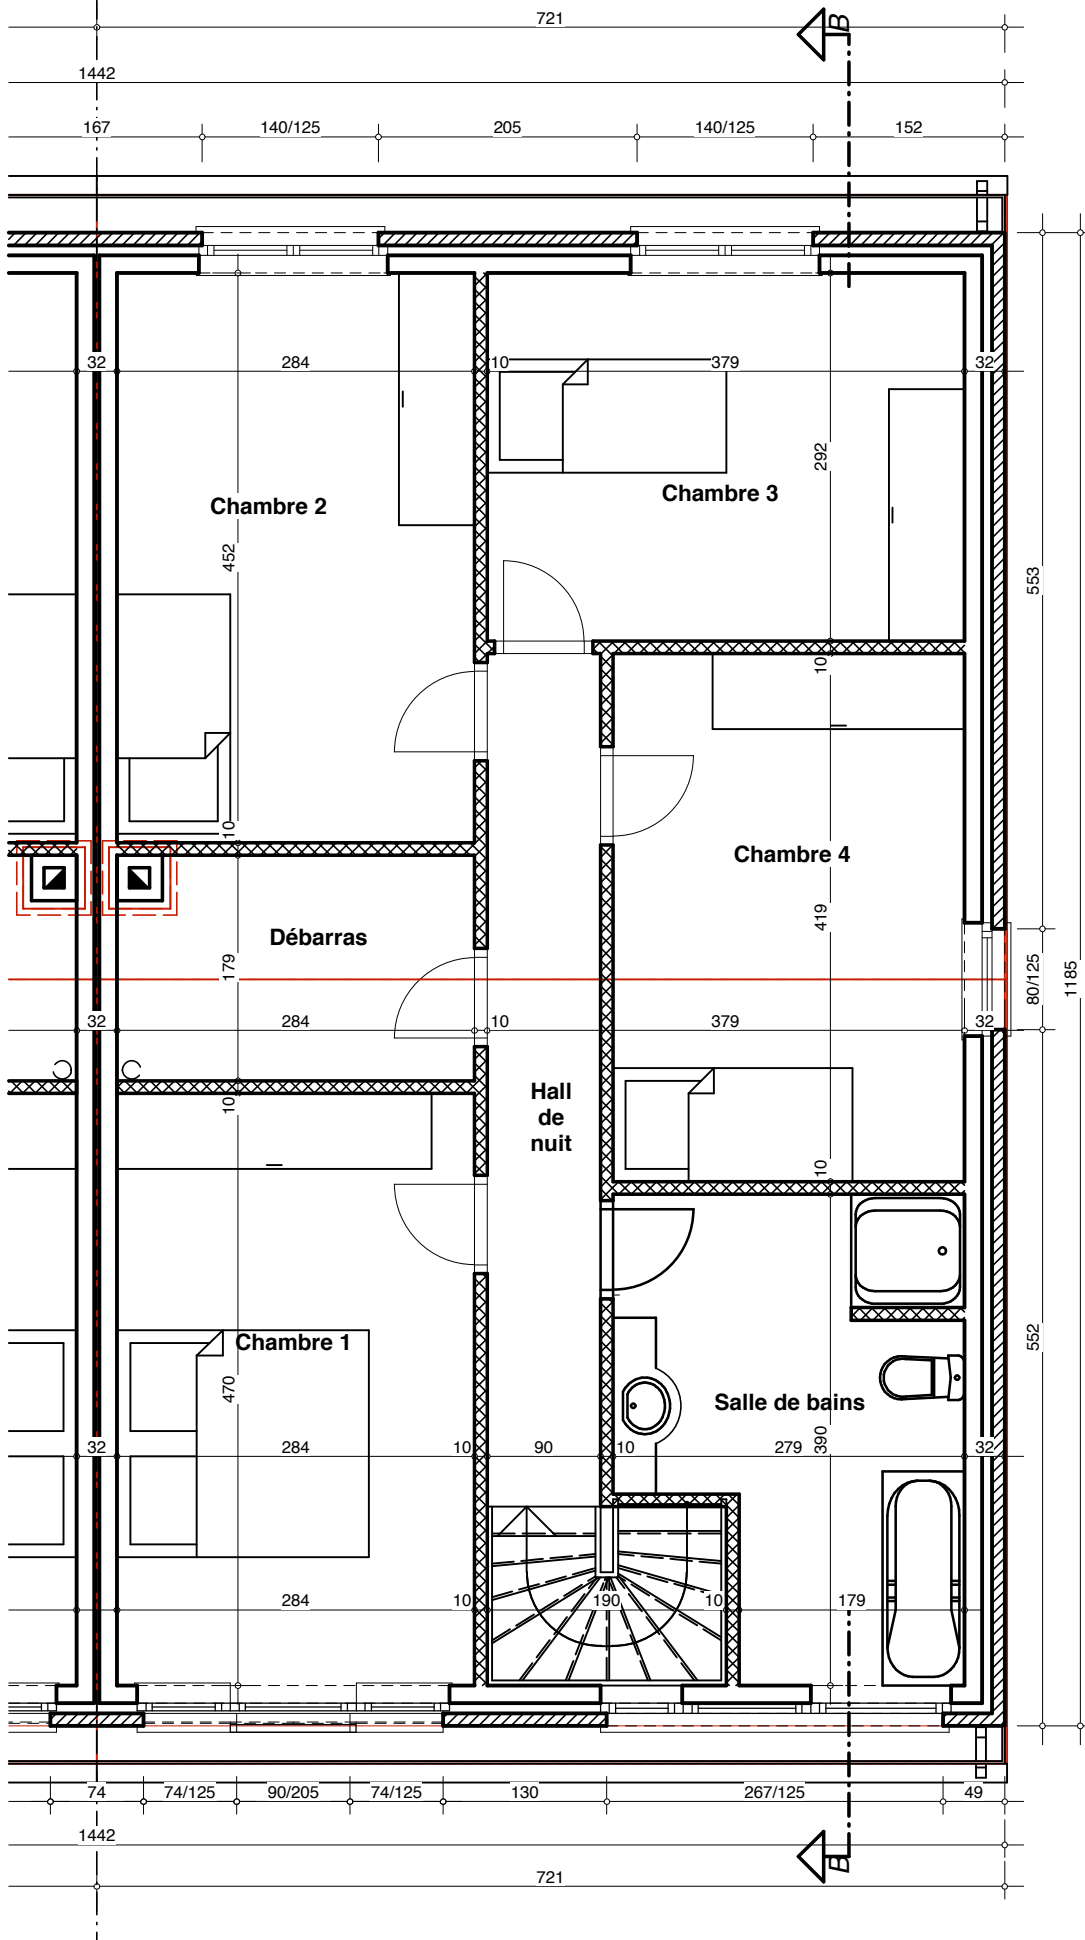 721
B
1442
167 140/125 205 140/125 152
32 284 10 379 32
292
Chambre 3
Chambre 2
452
553
10
10
Chambre 4
419
Débarras
179
80/125
1185
32 284 10 379 32
Hall
de
nuit
10
10
552
Chambre 1
470
Salle de bains
390
32 284 10 90 10 279 32
284 10 190 10 179
74 74/125 90/205 74/125 130 267/125 49
1442
B
721